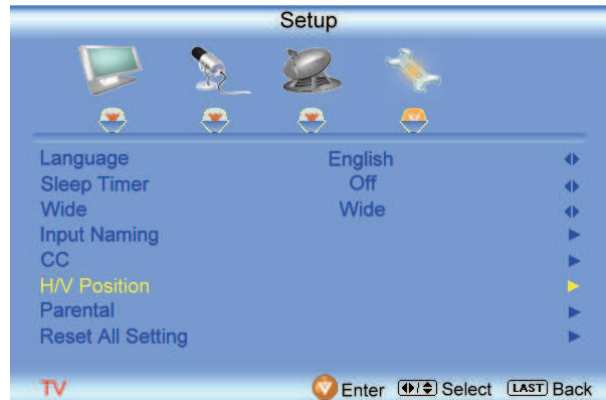 Setup
Language English
Sleep Timer Off
Wide Wide
Input Naming
CC
H/V Position
Parental
Reset All Setting
TV Enter Select LAST Back